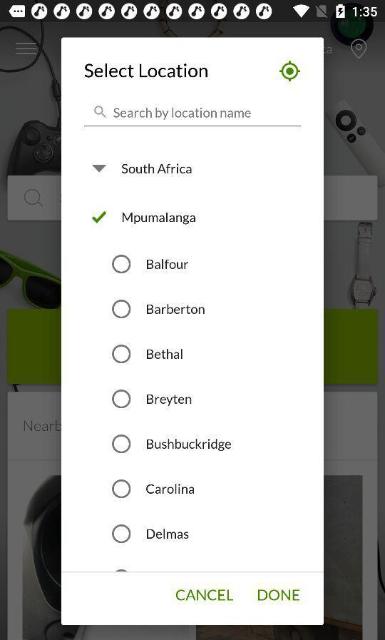 1:35
Select Location
Search by location name
South Africa
Mpumalanga
Balfour
Barberton
Bethal
Breyten
Bushbuckridge
Carolina
Delmas
CANCEL DONE